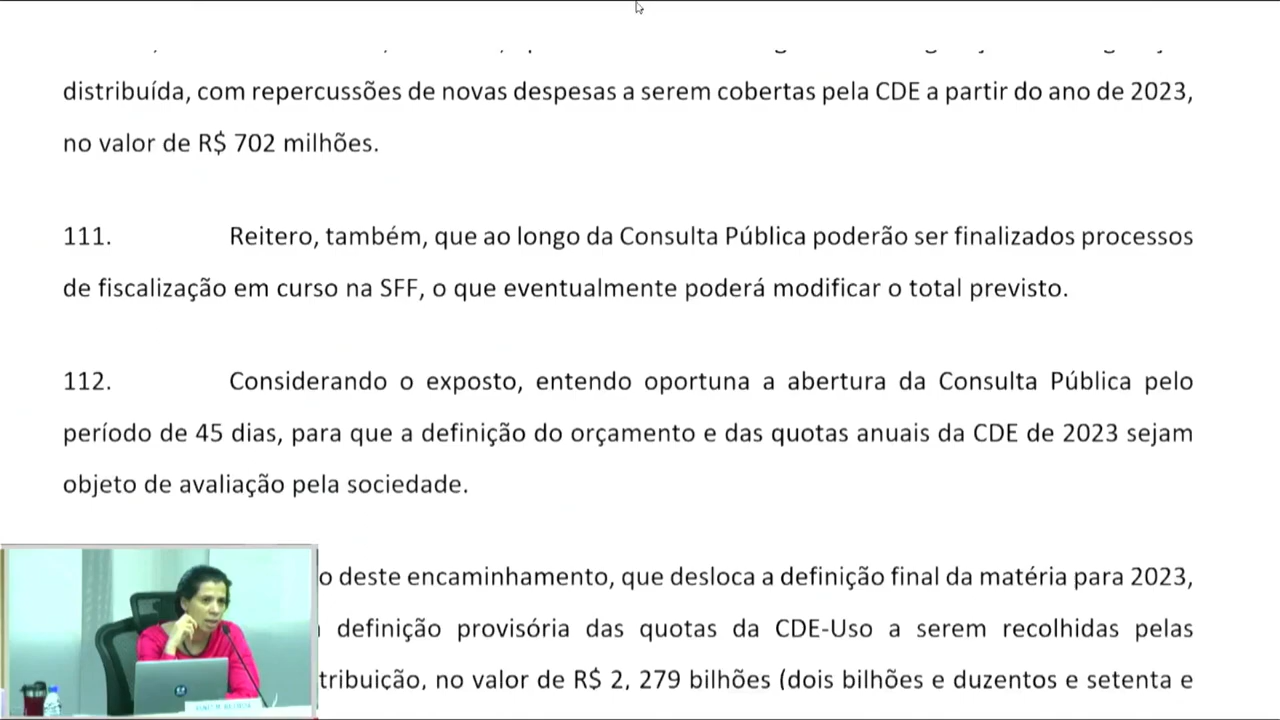 distribuída, com repercussões de novas despesas a serem cobertas pela CDE a partir do ano de 2023,
no valor de R$ 702 milhões.
111. Reitero, também, que ao longo da Consulta Pública poderão ser finalizados processos
de fiscalização em curso na SFF, o que eventualmente poderá modificar o total previsto.
112. Considerando o exposto, entendo oportuna a abertura da Consulta Pública pelo
período de 45 dias, para que a definição do orçamento e das quotas anuais da CDE de 2023 sejam
objeto de avaliação pela sociedade.
o deste encaminhamento, que desloca a definição final da matéria para 2023,
definição provisória das quotas da CDE-Uso a serem recolhidas pelas
tribuição, no valor de R$ 2, 279 bilhões (dois bilhões e duzentos e setenta e